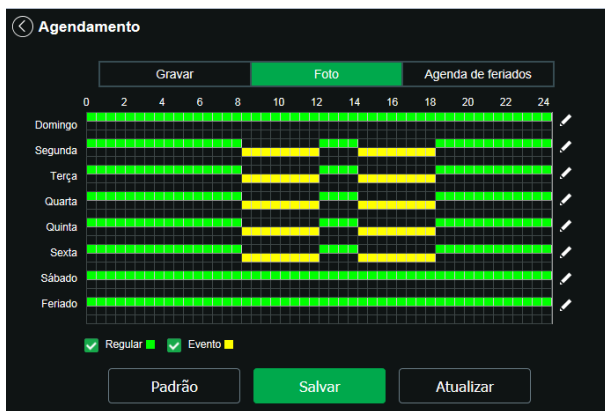 Agendamento
Gravar Foto Agenda de feriados
0 2 4 6 8 10 12 14 16 18 20 22 24
Domingo
Segunda
Terça
Quarta
Quinta
Sexta
Sábado
Feriado
Regular Evento
Padrão Salvar Atualizar